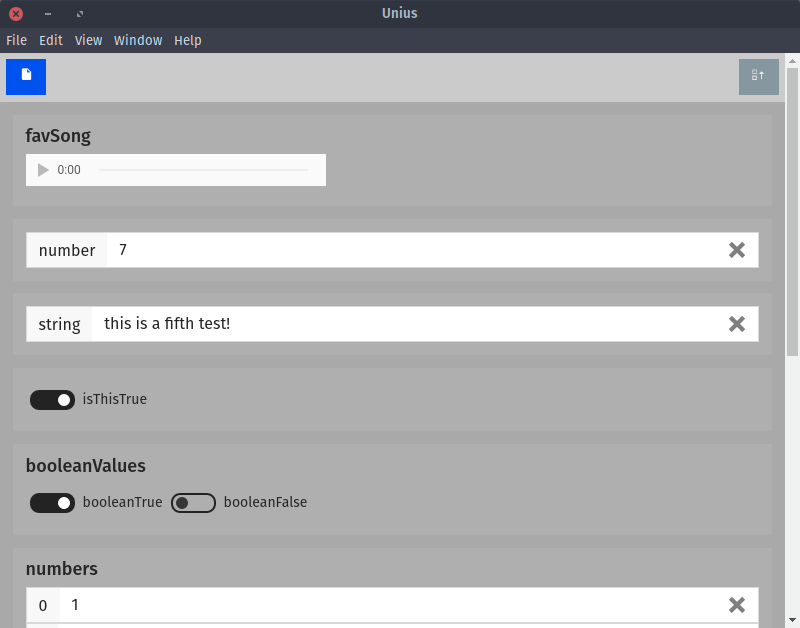 Unius
File Edit View Window Help
favSong
0:00
number 7
string this is a fifth test!
isThisTrue
booleanValues
booleanTrue booleanFalse
numbers
0 1